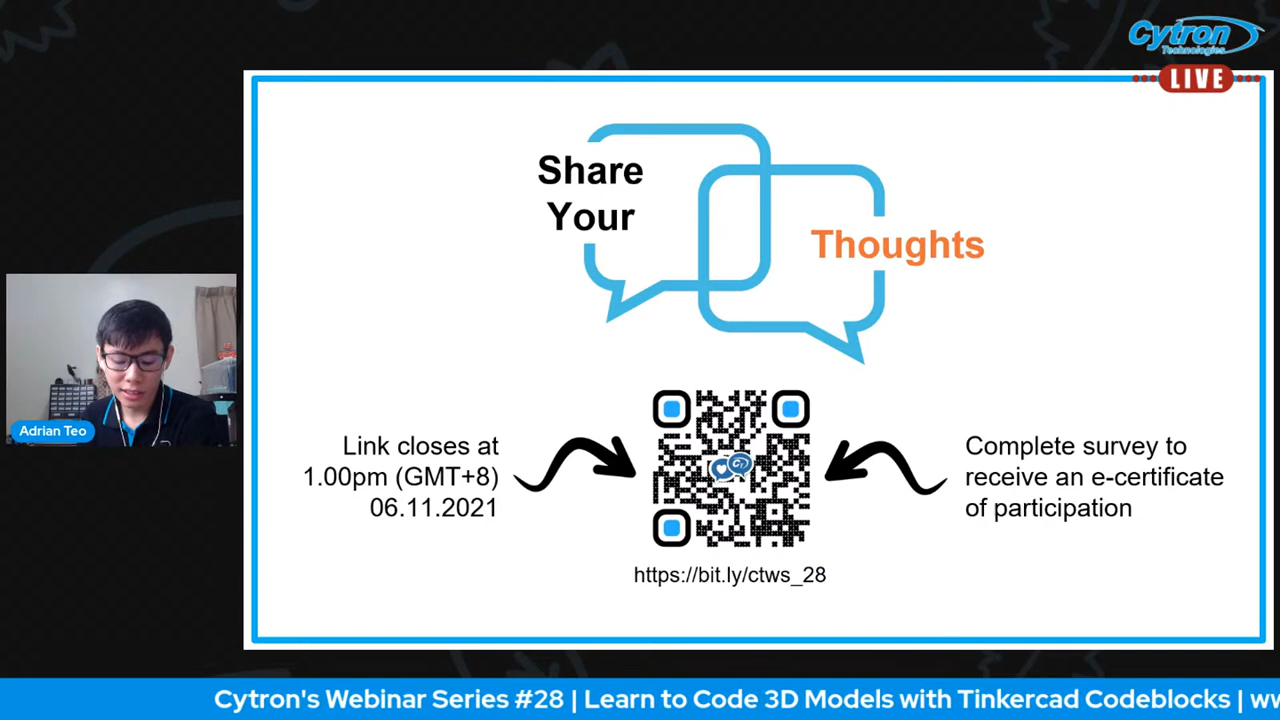 Cytron
Technologies
LIVE
Share
Your
Thoughts
Adrian Teo
Link closes at
1.00pm (GMT+8)
06.11.2021
Complete survey to
receive an e-certificate
of participation
https://bit.ly/ctws_28
Cytron's Webinar Series #28 | Learn to Code 3D Models with Tinkercad Codeblocks | ww